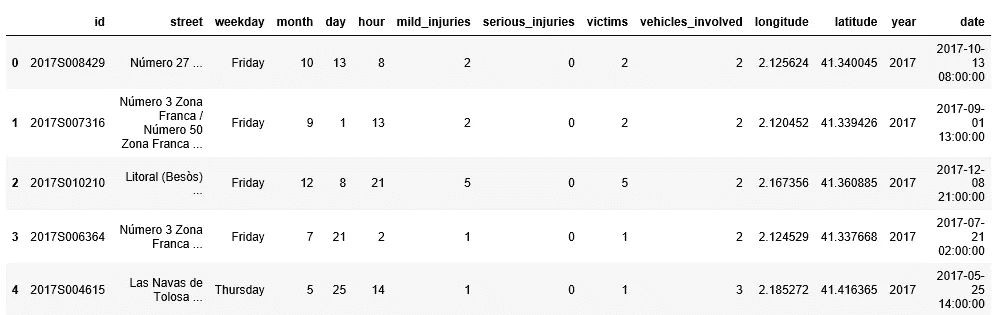 id street weekday month day hour mild_injuries serious_injuries victims vehicles_involved longitude latitude year date
0 2017S008429 Número 27 ... Friday 10 13 8 2 0 2 2 2.125624 41.340045 2017 2017-10-
13
08:00:00
1 2017S007316 Número 3 Zona
Franca /
Número 50
Zona Franca ... Friday 9 1 13 2 0 2 2 2.120452 41.339426 2017 2017-09-
01
13:00:00
2 2017S010210 Litoral (Besòs)
... Friday 12 8 21 5 0 5 2 2.167356 41.360885 2017 2017-12-
08
21:00:00
3 2017S006364 Número 3 Zona
Franca ... Friday 7 21 2 1 0 1 2 2.124529 41.337668 2017 2017-07-
21
02:00:00
4 2017S004615 Las Navas de
Tolosa ... Thursday 5 25 14 1 0 1 3 2.185272 41.416365 2017 2017-05-
25
14:00:00